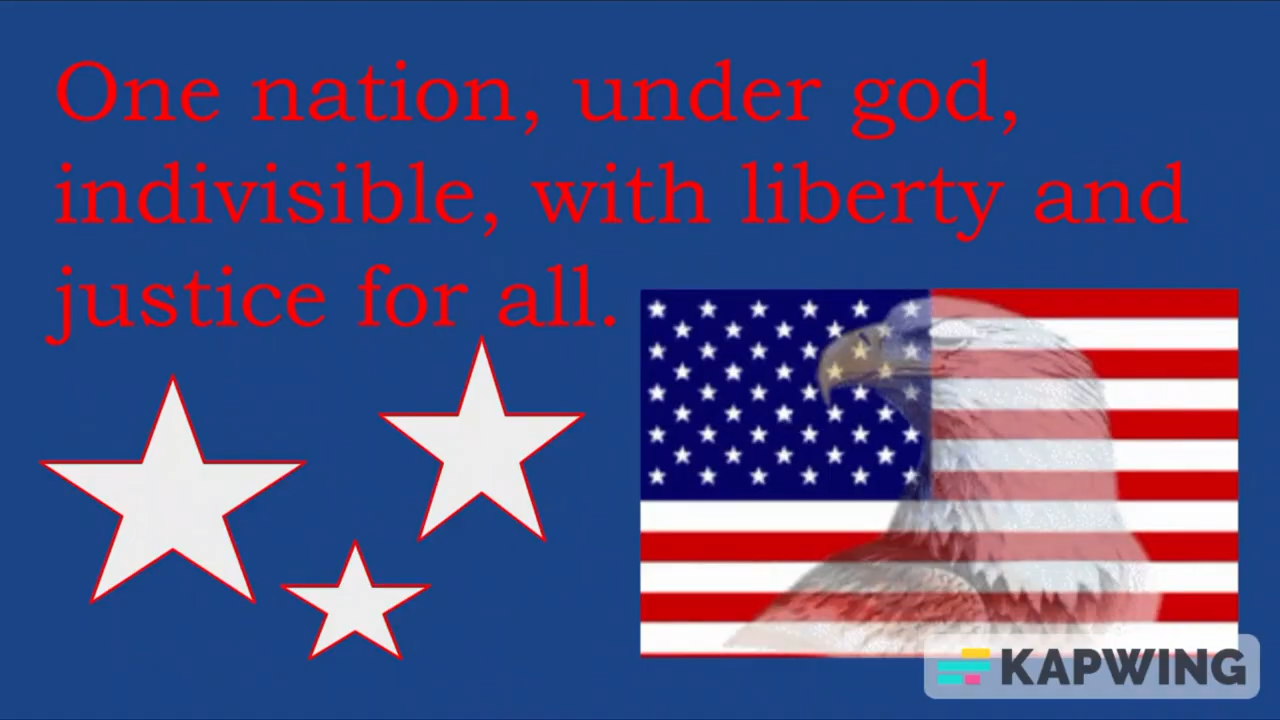 One nation, under god,
indivisible, with liberty and
justice for all.
KAPWING